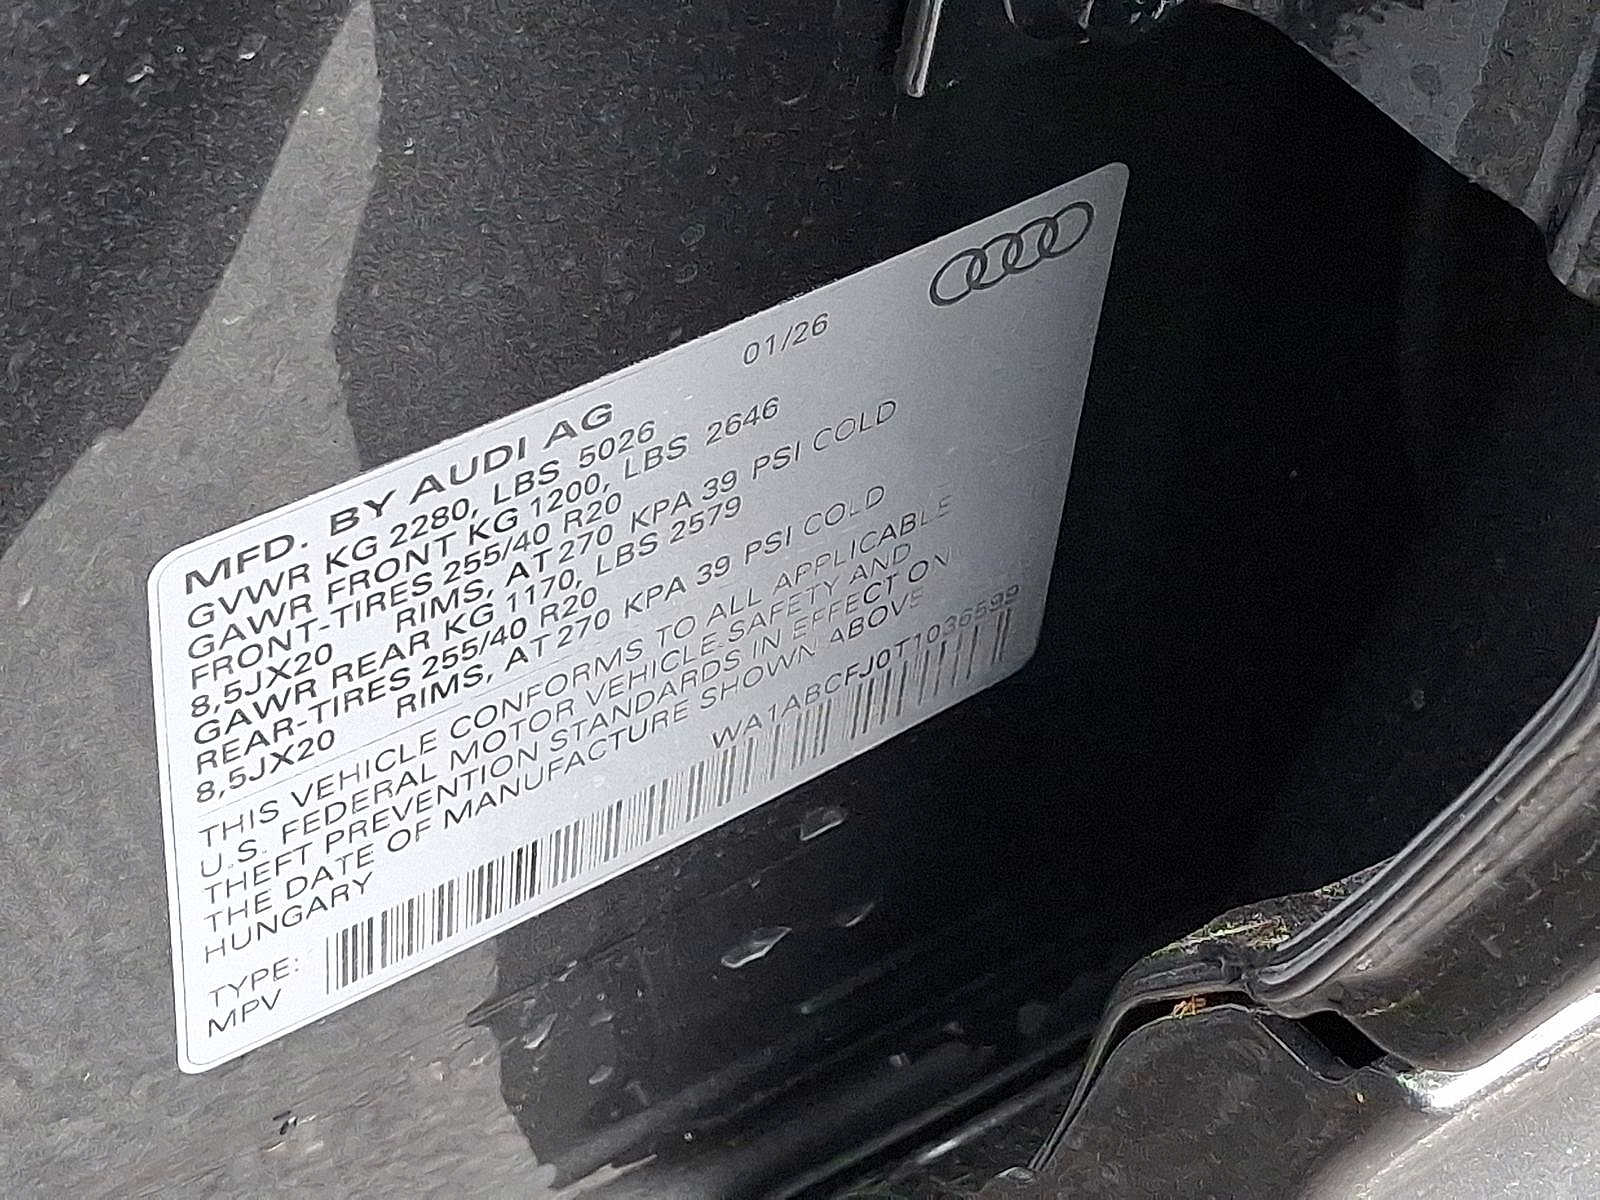 01/26
MFD. BY AUDI AG
GVWR KG 2280, LBS 5026
GAWR FRONT KG 1200, LBS 2646
FRONT-TIRES 255/40 R20
8,5JX20 RIMS, AT 270 KPA 39 PSI COLD
GAWR REAR KG 1170, LBS 2579
REAR-TIRES 255/40 R20
8,5JX20 RIMS, AT 270 KPA 39 PSI COLD
THIS VEHICLE CONFORMS TO ALL APPLICABLE
U.S. FEDERAL MOTOR VEHICLE SAFETY AND
THEFT PREVENTION STANDARDS IN EFFECT ON
THE DATE OF MANUFACTURE SHOWN ABOVE
HUNGARY
WA1ABCFJ0T1036599
TYPE:
MPV